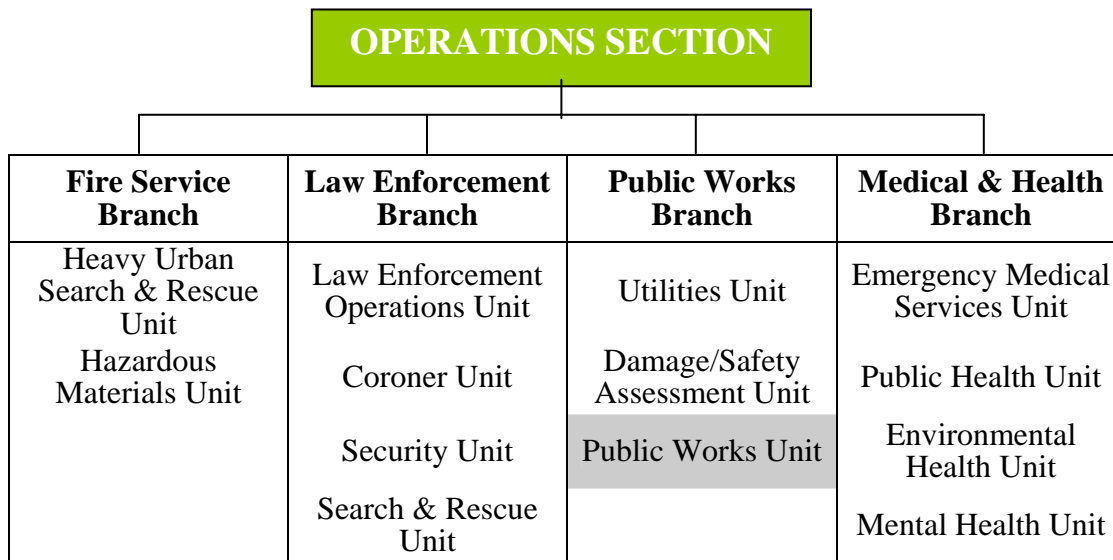 OPERATIONS SECTION
Fire Service
Branch
Law Enforcement
Branch
Public Works
Branch
Medical & Health
Branch
Heavy Urban
Search & Rescue
Unit
Law Enforcement
Operations Unit
Utilities Unit
Emergency Medical
Services Unit
Hazardous
Materials Unit
Coroner Unit
Damage/Safety
Assessment Unit
Public Health Unit
Security Unit
Public Works Unit
Environmental
Health Unit
Search & Rescue
Unit
Mental Health Unit